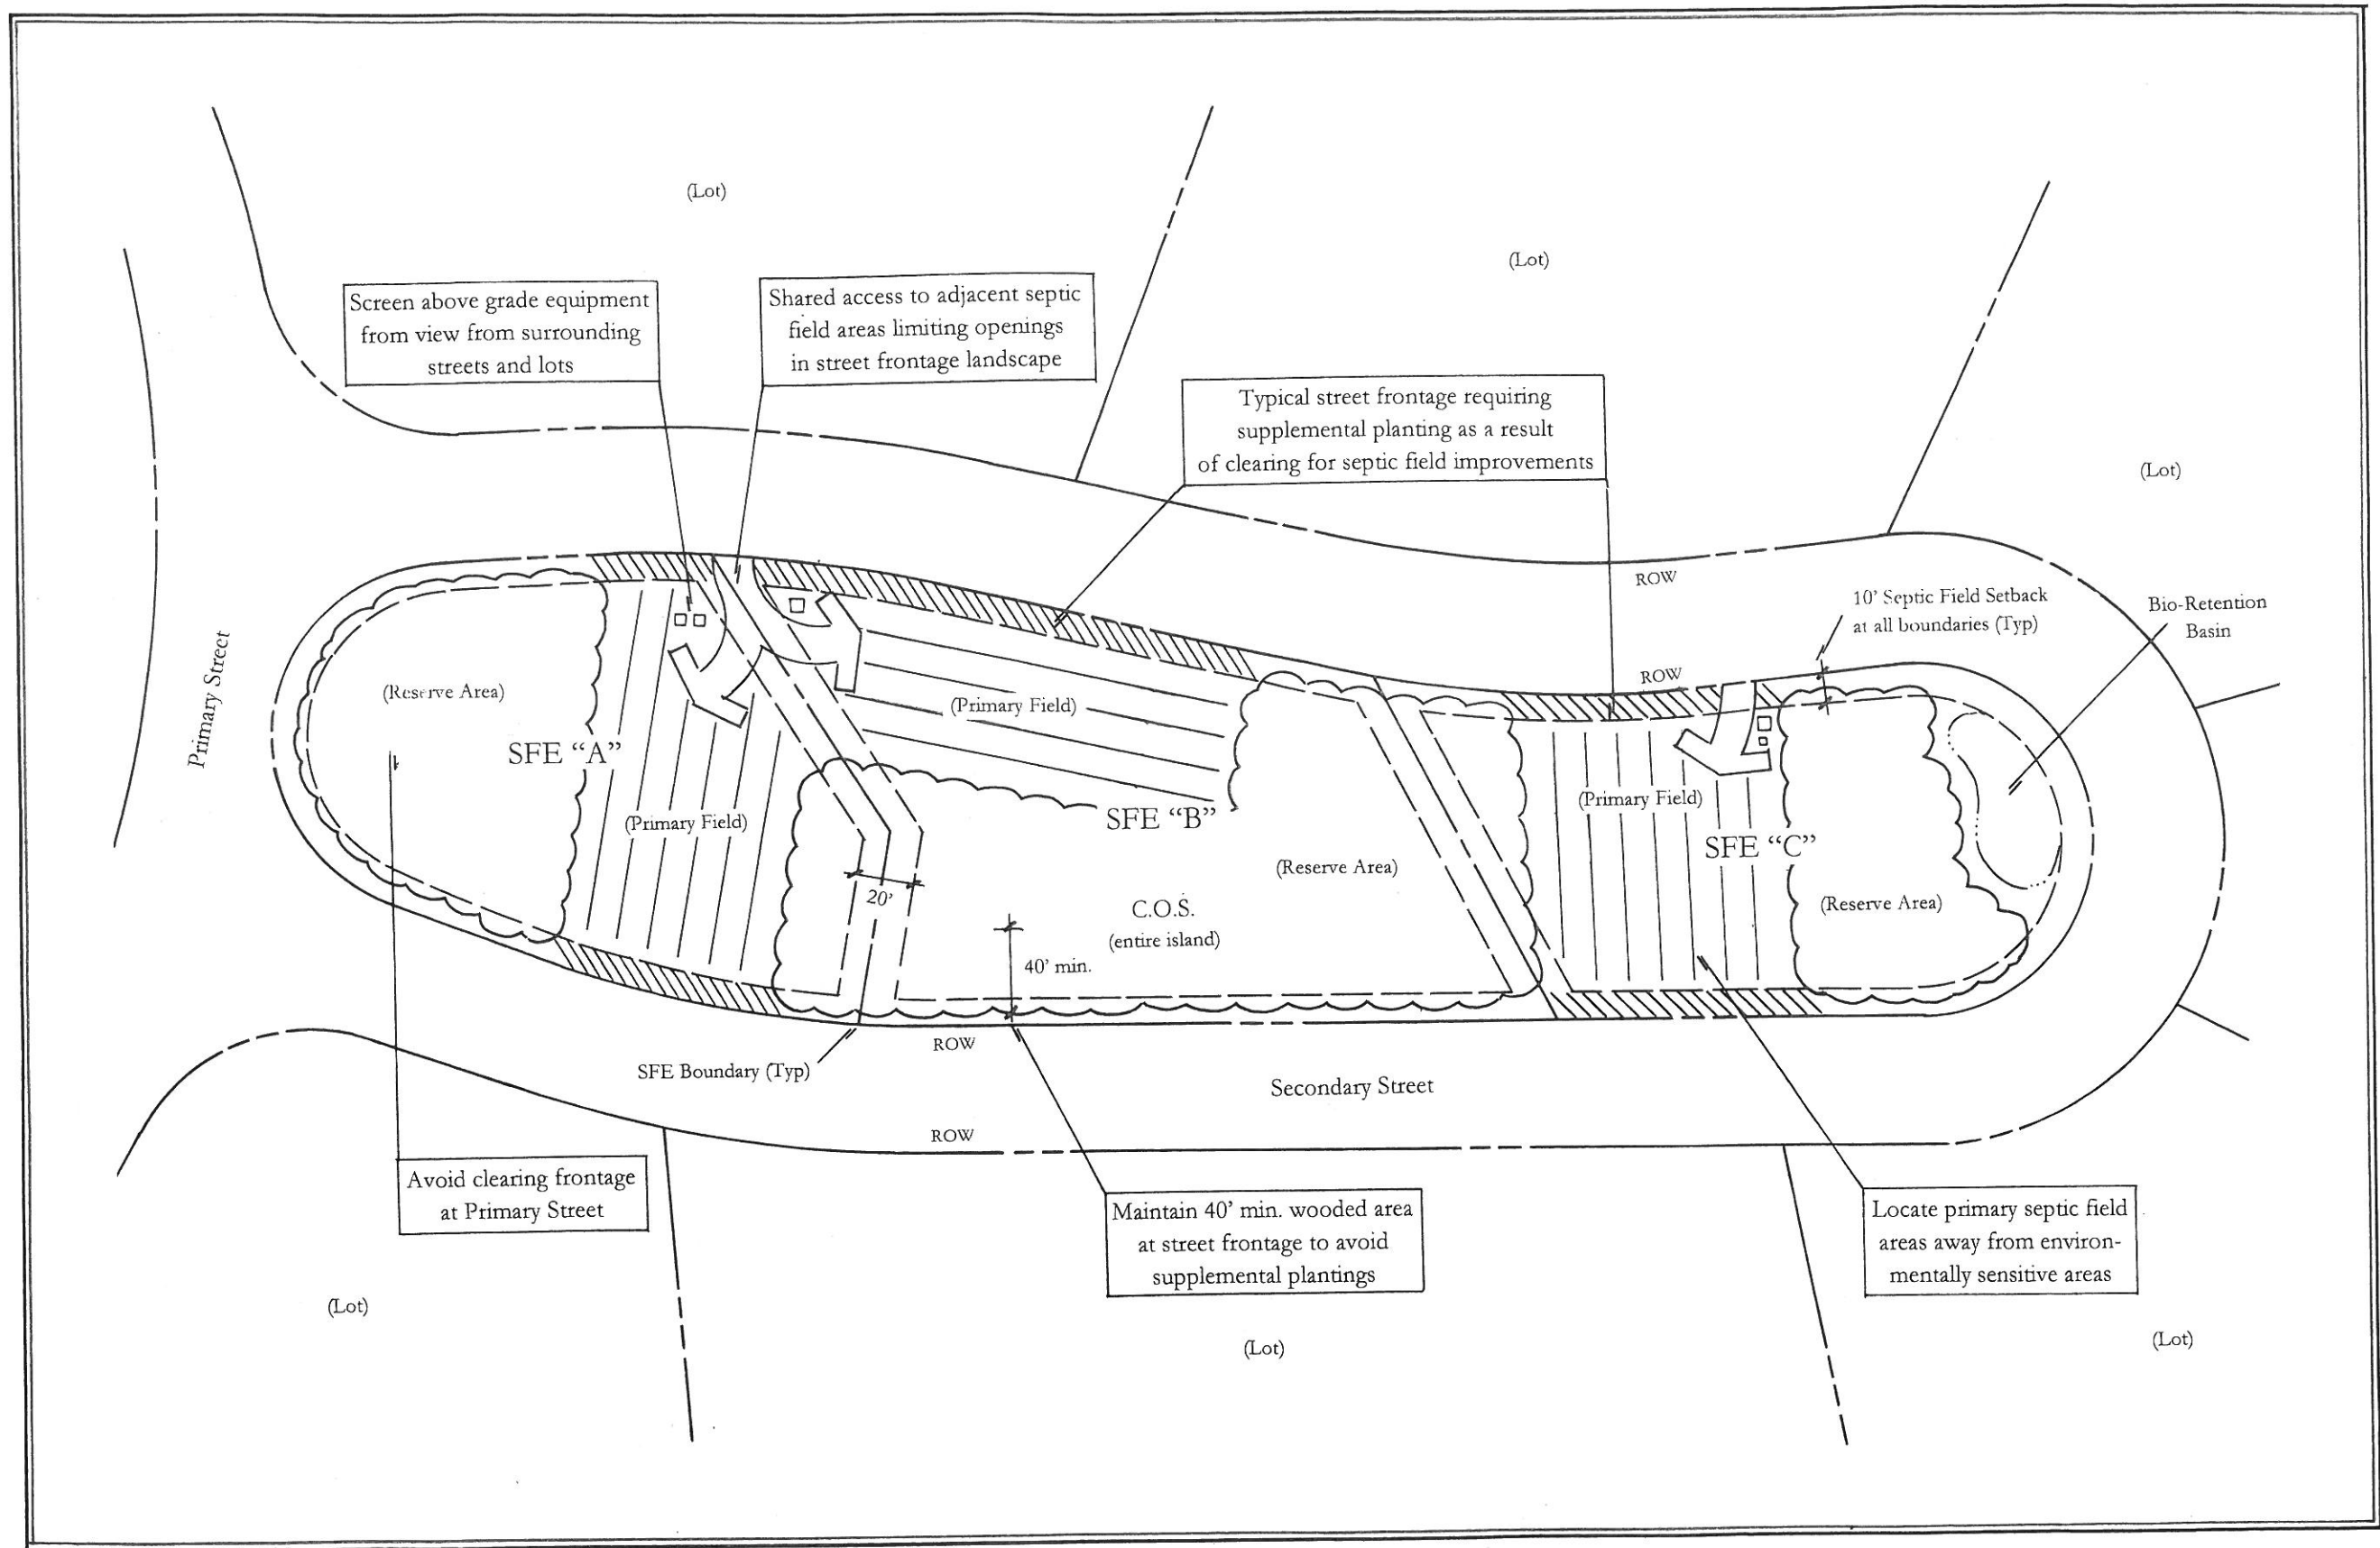 (Lot)
(Lot)
Screen above grade equipment
from view from surrounding
streets and lots
Shared access to adjacent septic
field areas limiting openings
in street frontage landscape
Typical street frontage requiring
supplemental planting as a result
of clearing for septic field improvements
(Lot)
ROW
10' Septic Field Setback
at all boundaries (Typ)
Bio-Retention
Basin
Primary Street
(Reserve Area)
SFE "A"
(Primary Field)
(Primary Field)
ROW
SFE "B"
(Primary Field)
SFE "C"
(Reserve Area)
(Reserve Area)
20'
C.O.S.
(entire island)
40' min.
ROW
SFE Boundary (Typ)
Secondary Street
ROW
Avoid clearing frontage
at Primary Street
Maintain 40' min. wooded area
at street frontage to avoid
supplemental plantings
Locate primary septic field
areas away from environ-
mentally sensitive areas
(Lot)
(Lot)
(Lot)